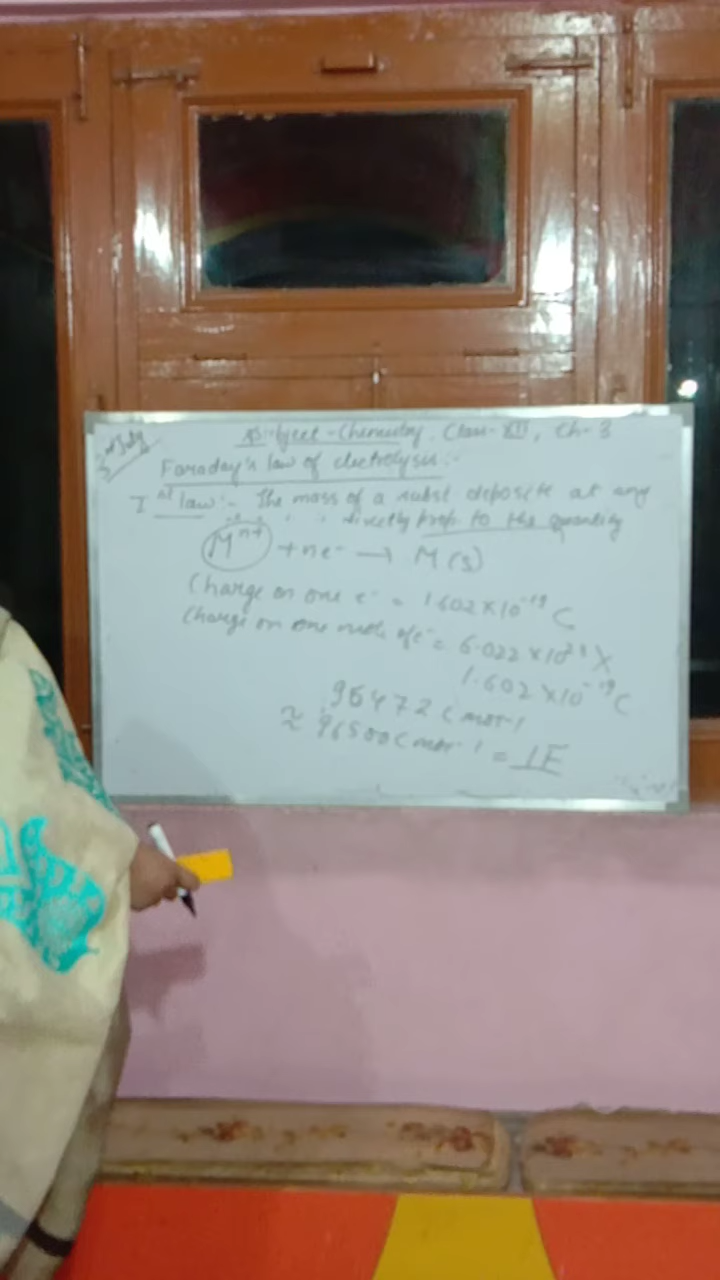 Subject - Chemistry, Class - XII, Ch - 3
Faraday's law of electrolysis :-
I st law :- The mass of a subst deposite at any
directly prop to the quantity
Mⁿ⁺ + ne⁻ → M(s)
Charge on one e⁻ = 1.602 × 10⁻¹⁹ C
Charge on one mole of e⁻ = 6.022 × 10²³ ×
1.602 × 10⁻¹⁹ C
96472 C mol⁻¹
≈ 96500 C mol⁻¹ = 1F